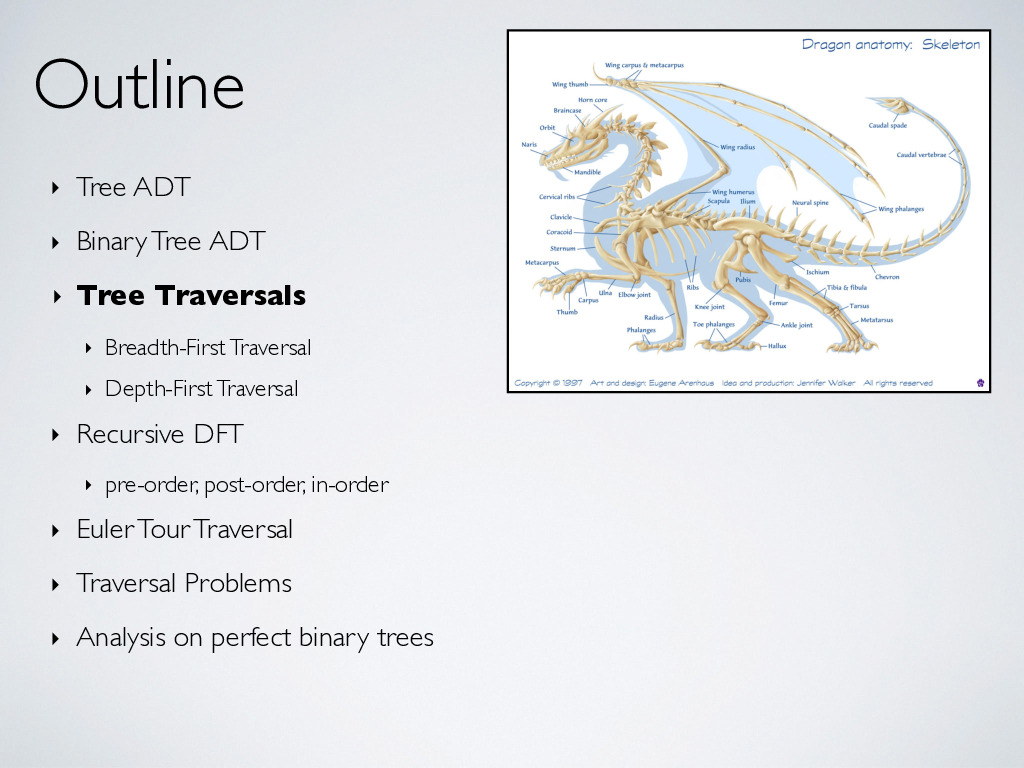 Outline
‣ Tree ADT
‣ Binary Tree ADT
‣ Tree Traversals
‣ Breadth-First Traversal
‣ Depth-First Traversal
‣ Recursive DFT
‣ pre-order, post-order, in-order
‣ Euler Tour Traversal
‣ Traversal Problems
‣ Analysis on perfect binary trees
Dragon anatomy: Skeleton
Wing carpus & metacarpus
Wing thumb
Horn core
Braincase
Orbit
Naris
Mandible
Caudal spade
Caudal vertebrae
Wing radius
Cervical ribs
Wing humerus
Scapula
Ilium
Neural spine
Wing phalanges
Clavicle
Coracoid
Sternum
Metacarpus
Ischium
Chevron
Carpus
Ulna
Elbow joint
Ribs
Pubis
Tibia & fibula
Thumb
Knee joint
Femur
Tarsus
Radius
Metatarsus
Phalanges
Toe phalanges
Ankle joint
Hallux
Copyright © 1997 Art and design: Eugene Arenhaus Idea and production: Jennifer Walker All rights reserved